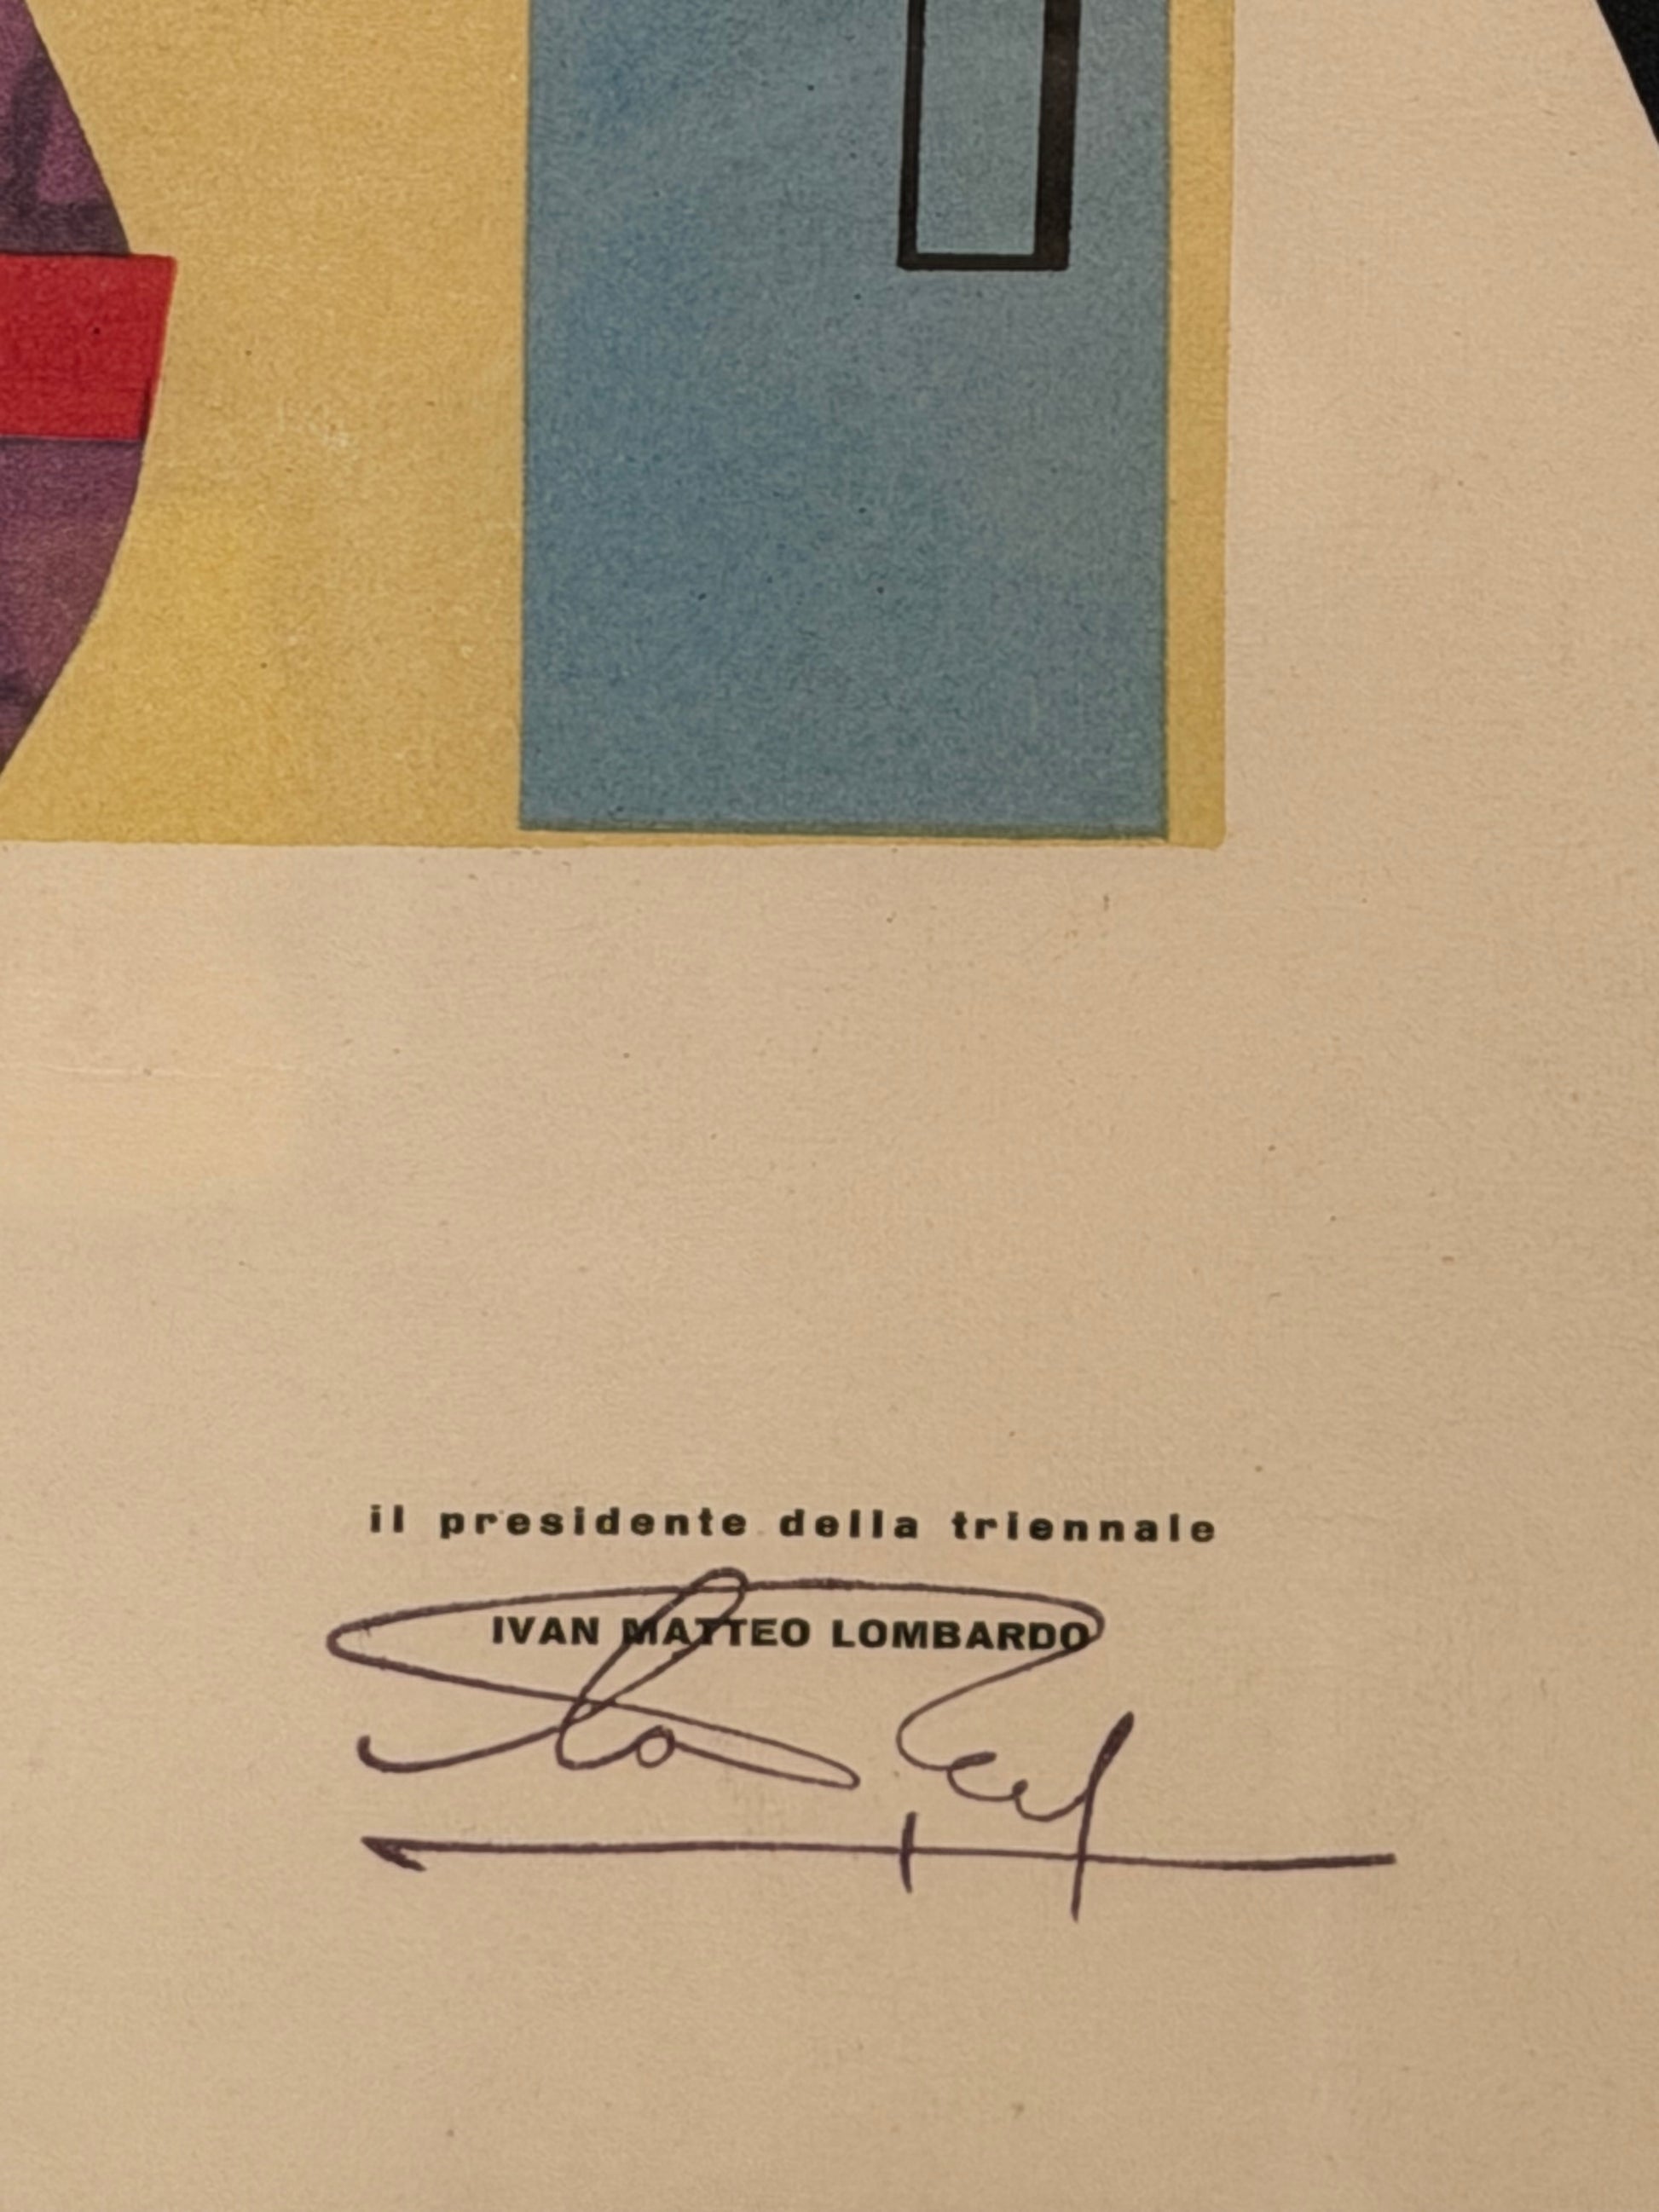 il presidente della triennale
IVAN MATTEO LOMBARDO